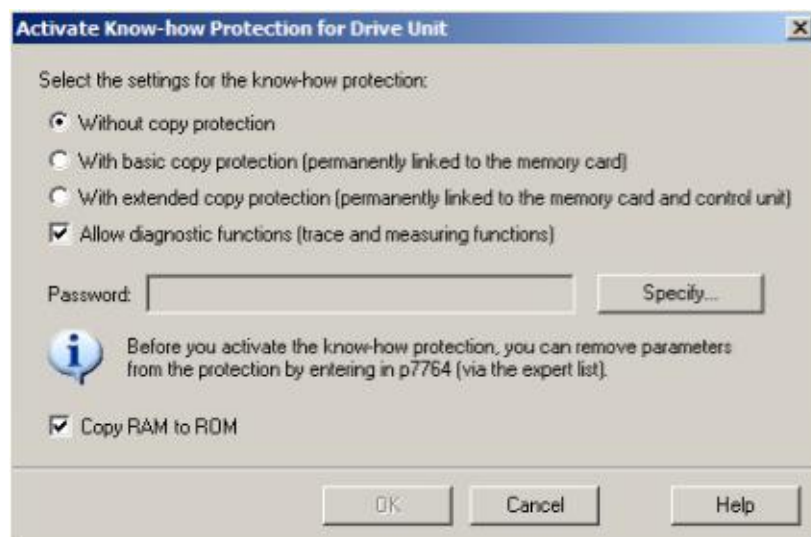 Activate Know-how Protection for Drive Unit
Select the settings for the know-how protection:
Without copy protection
With basic copy protection (permanently linked to the memory card)
With extended copy protection (permanently linked to the memory card and control unit)
Allow diagnostic functions (trace and measuring functions)
Password:
Specify...
Before you activate the know-how protection, you can remove parameters
from the protection by entering in p7764 (via the expert list).
Copy RAM to ROM
OK Cancel Help